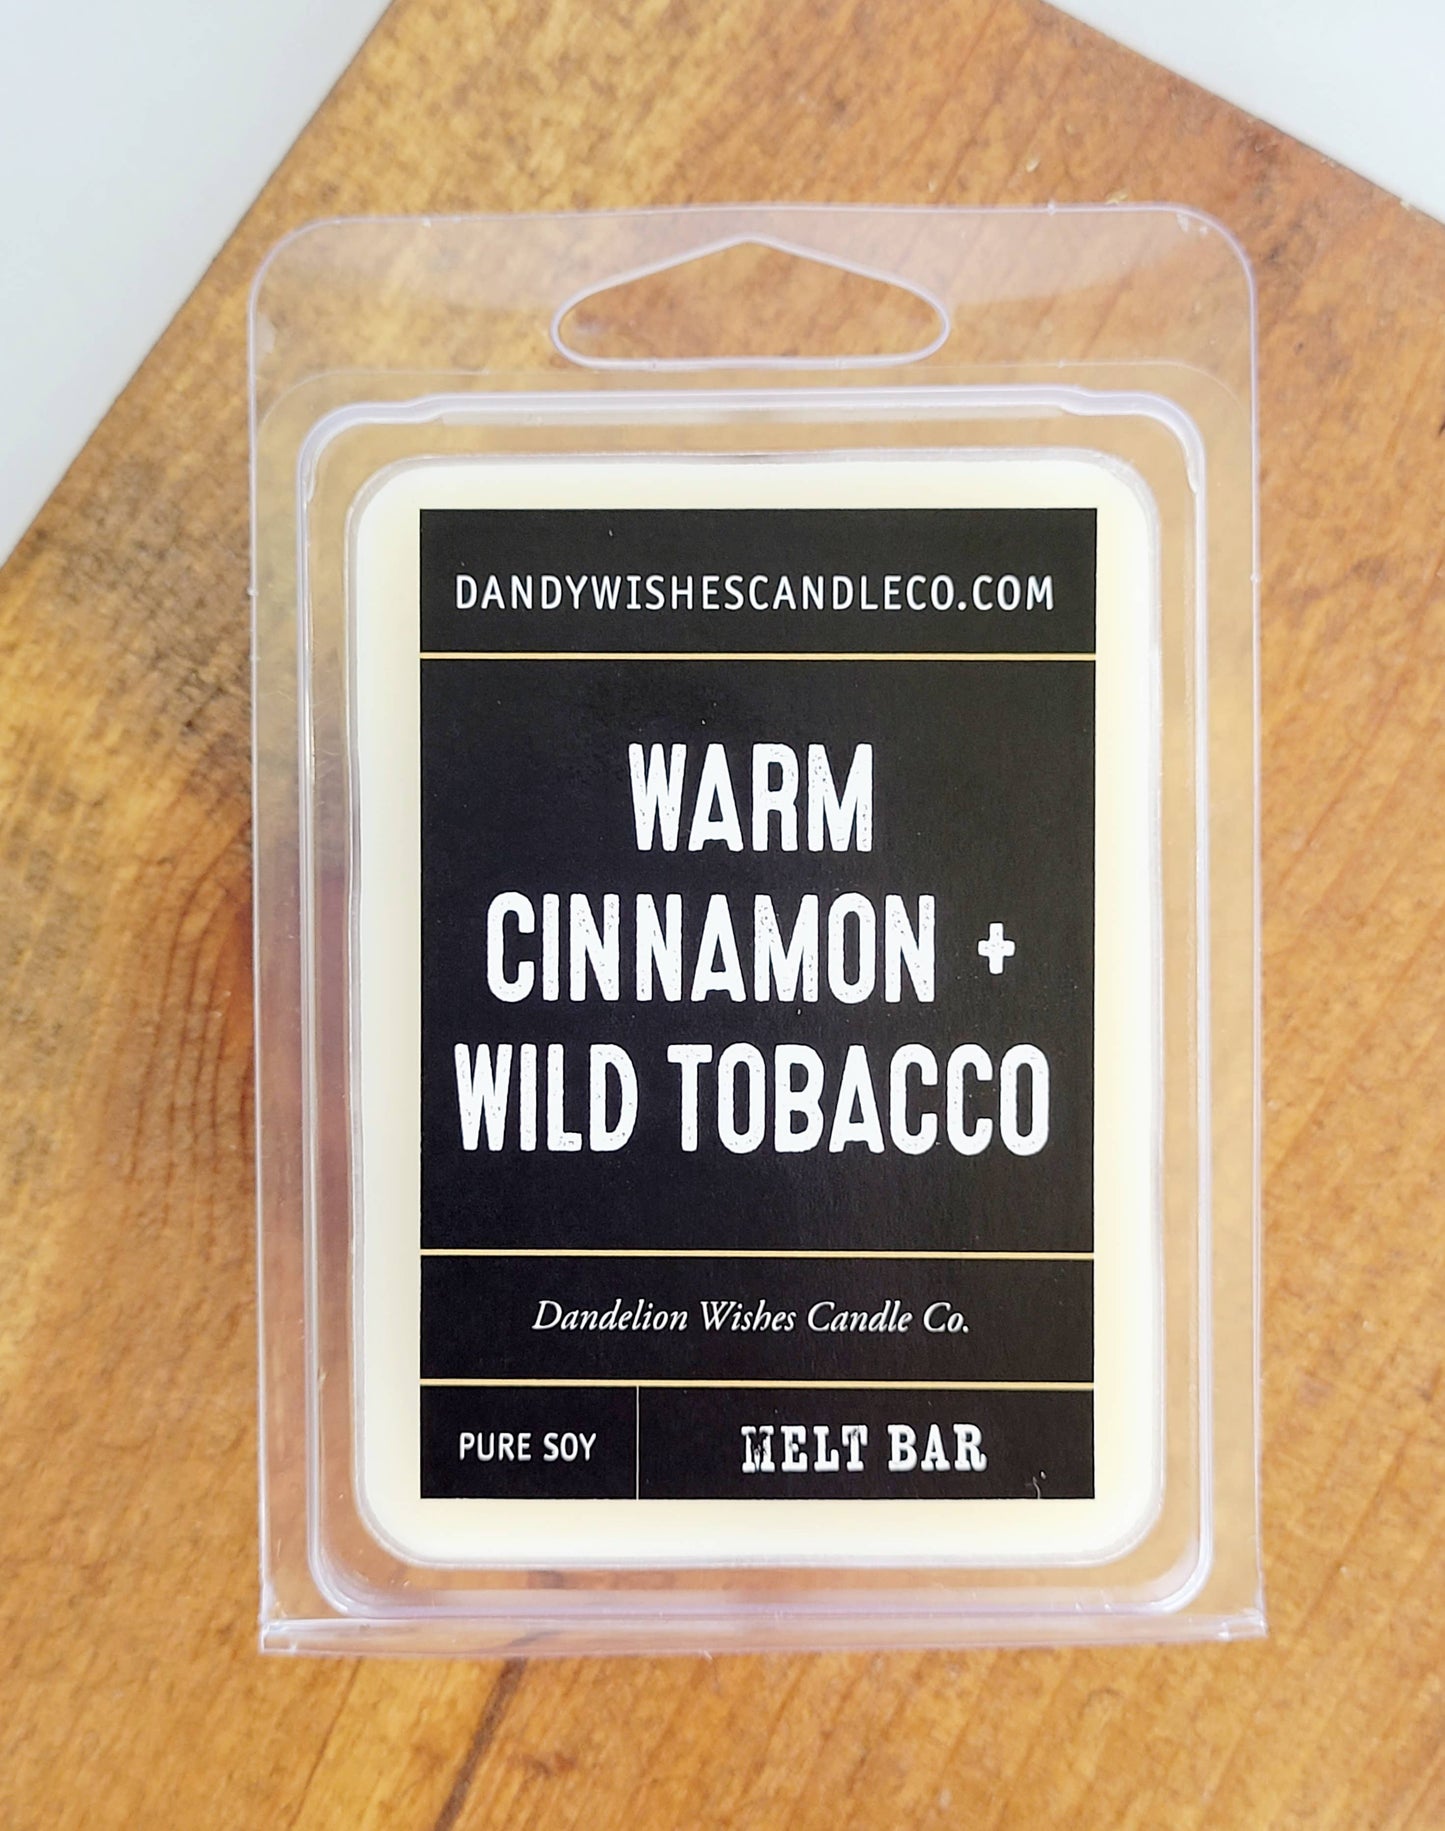 DANDYWISHESCANDLECO.COM
WARM
CINNAMON +
WILD TOBACCO
Dandelion Wishes Candle Co.
PURE SOY
MELT BAR